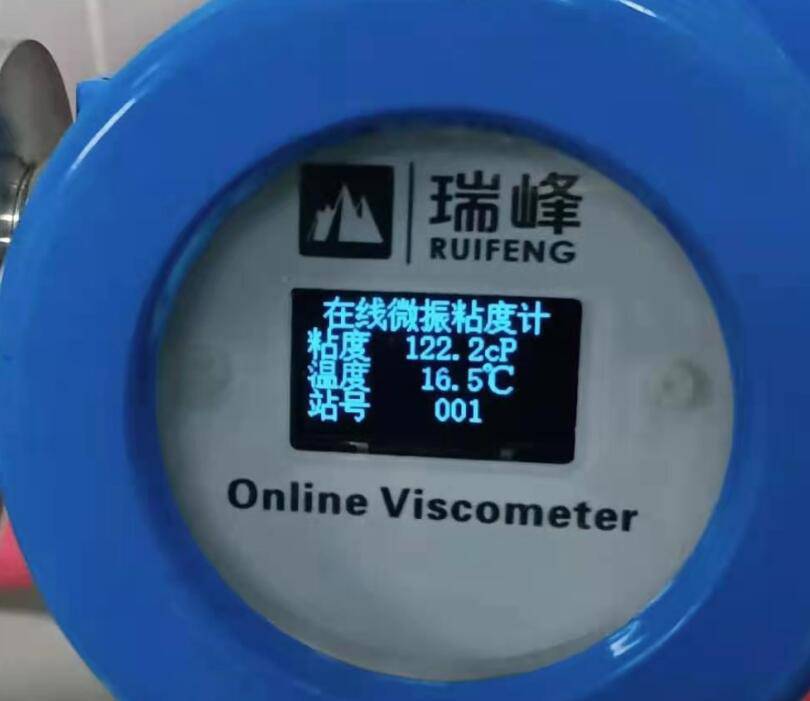 瑞峰
RUIFENG
在线微振粘度计
粘度 122.2cP
温度 16.5℃
站号 001
Online Viscometer